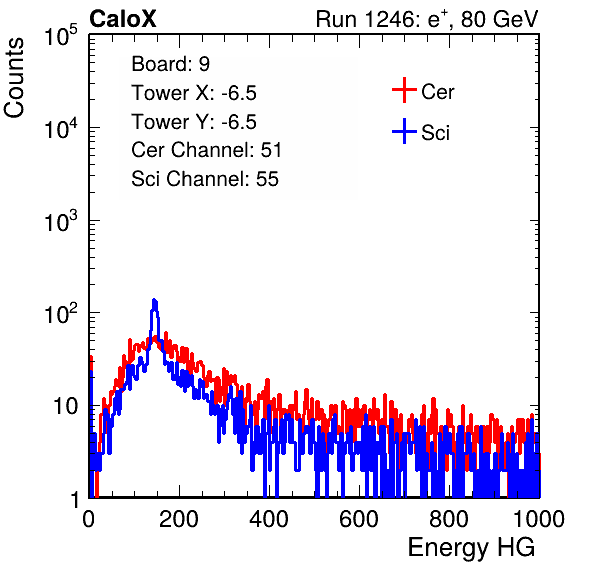 CaloX Run 1246: e⁺, 80 GeV
Counts
Board: 9
Tower X: -6.5
Tower Y: -6.5
Cer Channel: 51
Sci Channel: 55
Cer
Sci
10⁵
10⁴
10³
10²
10
1
0 200 400 600 800 1000
Energy HG